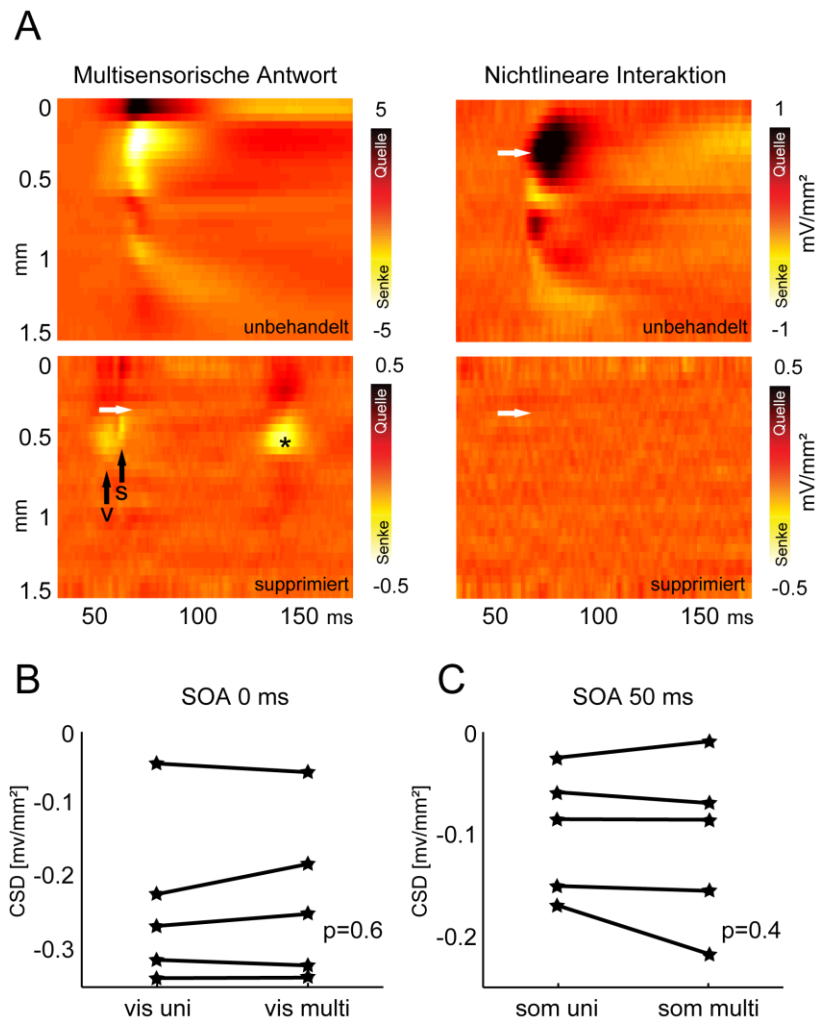 A
Multisensorische Antwort
Nichtlineare Interaktion
0
0.5
1
1.5
mm
unbehandelt
5
Quelle
Senke
-5
unbehandelt
1
Quelle
Senke
-1
mV/mm²
0
0.5
1
1.5
mm
V
S
*
supprimiert
0.5
Quelle
Senke
-0.5
supprimiert
0.5
Quelle
Senke
-0.5
mV/mm²
50 100 150 ms
50 100 150 ms
B
SOA 0 ms
0
-0.1
-0.2
-0.3
CSD [mv/mm²]
p=0.6
vis uni vis multi
C
SOA 50 ms
0
-0.1
-0.2
CSD [mv/mm²]
p=0.4
som uni som multi